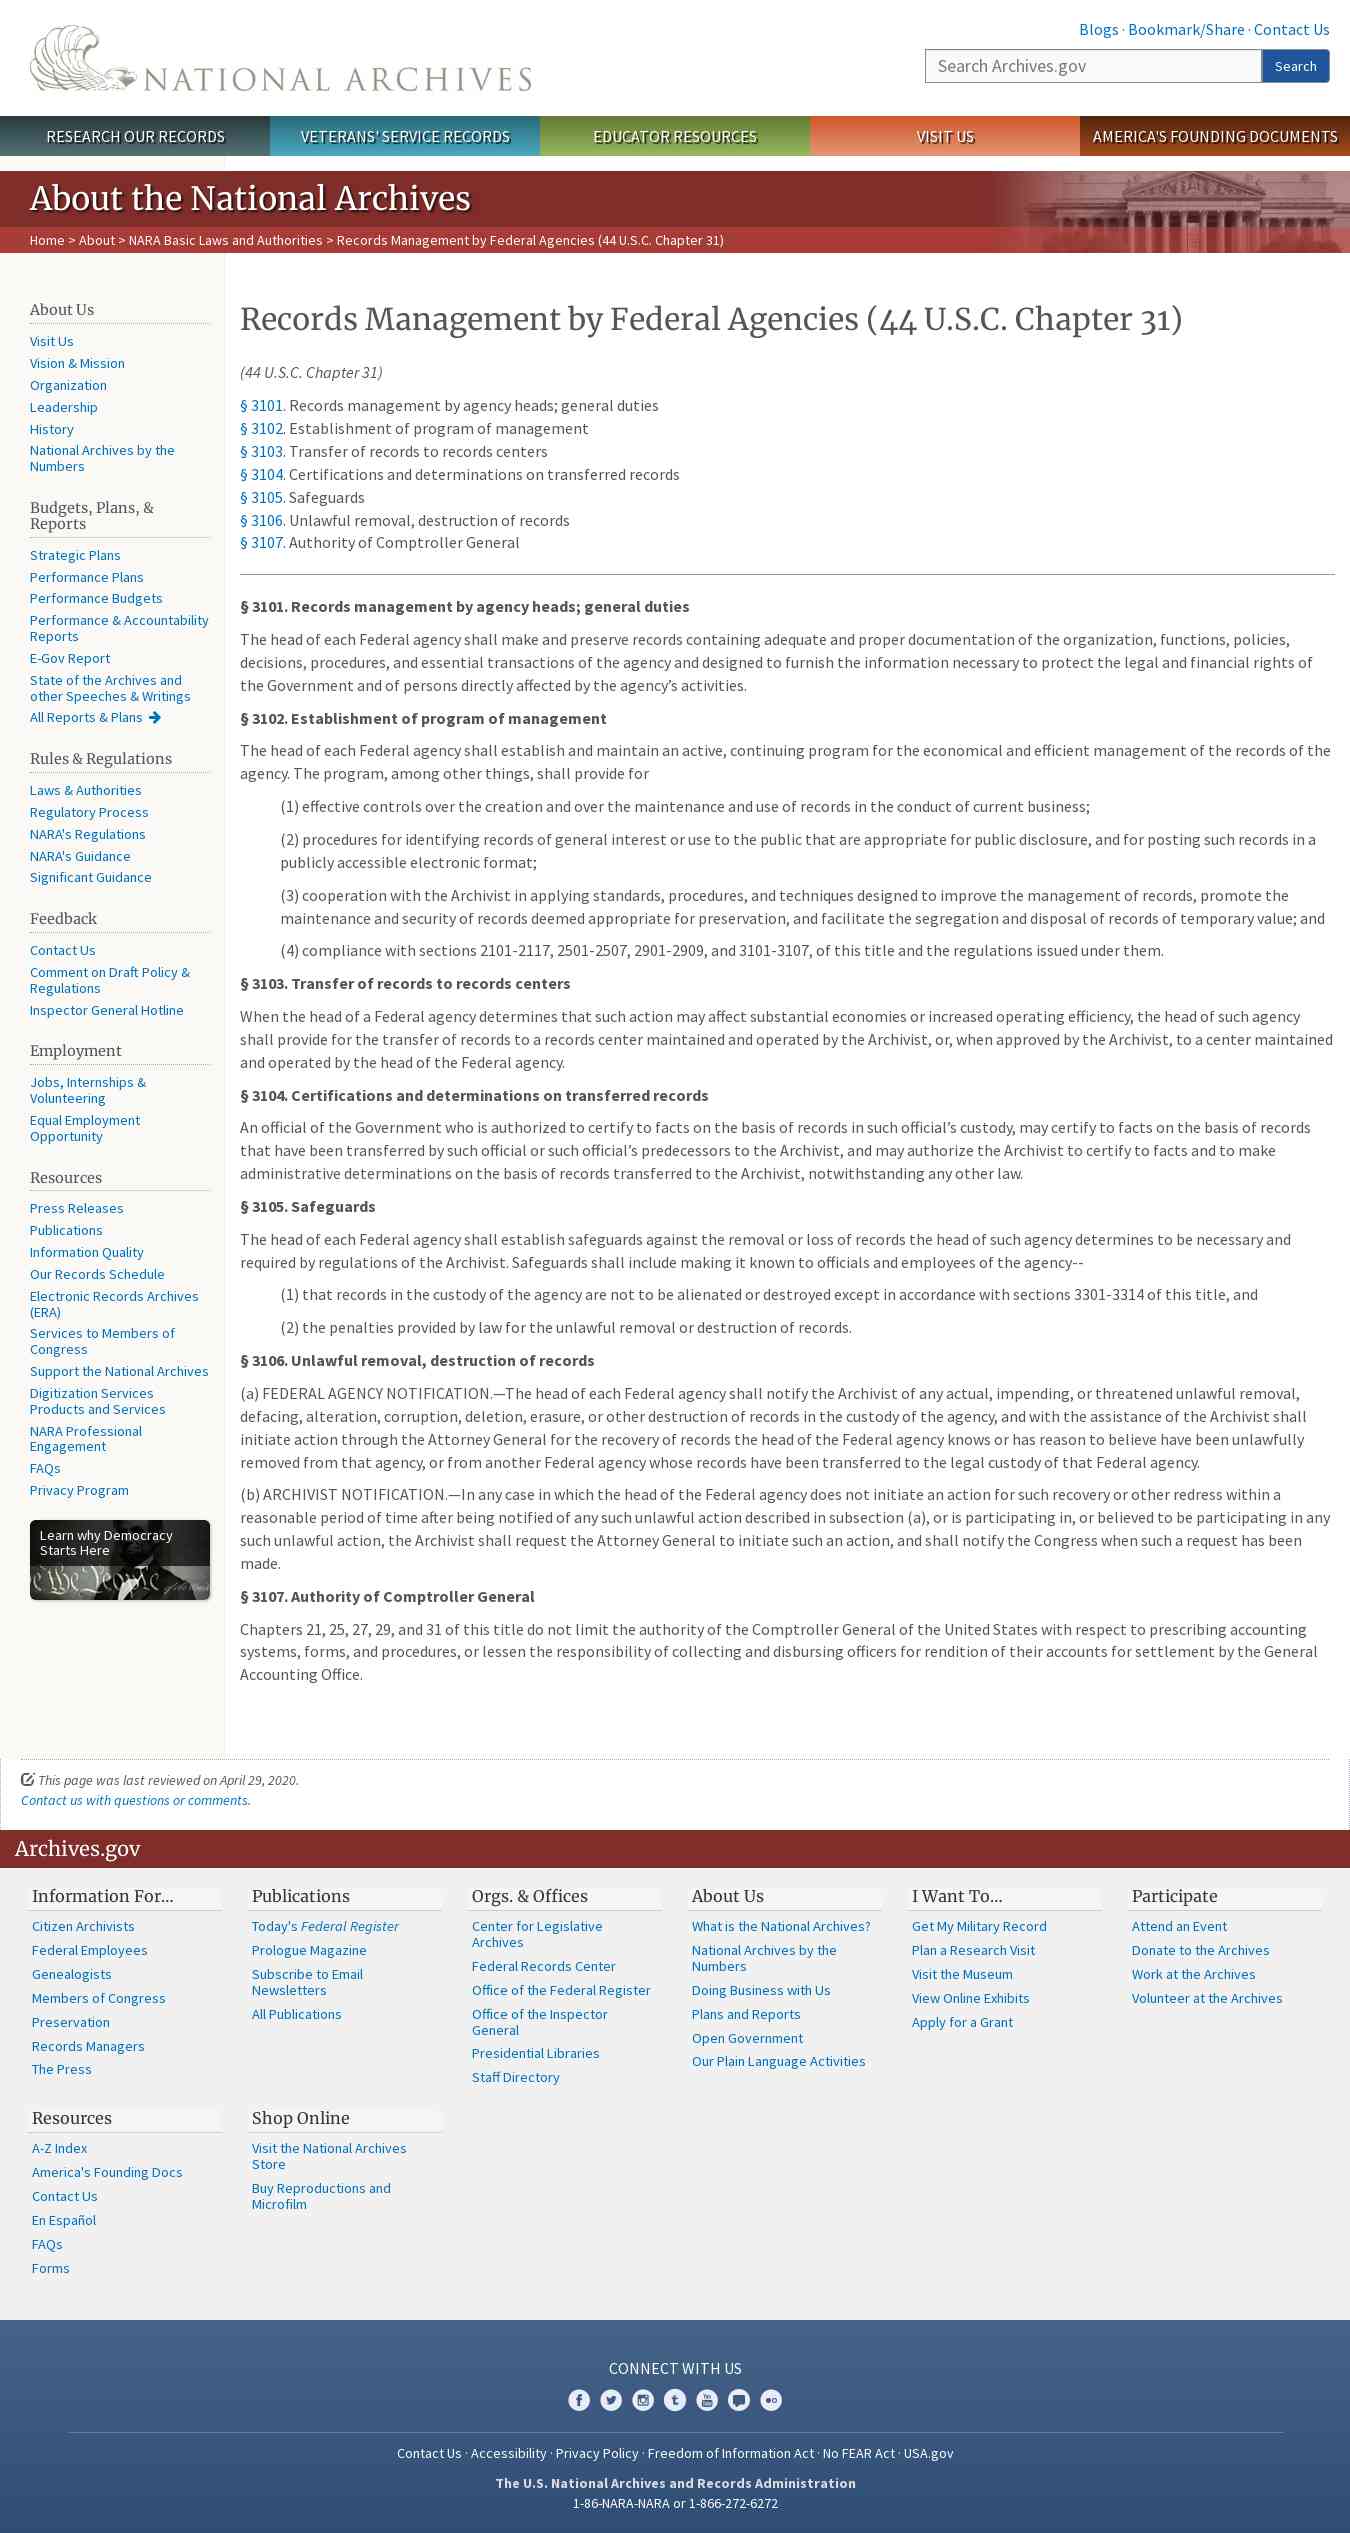 NATIONAL ARCHIVES
Blogs · Bookmark/Share · Contact Us
Search Archives.gov
Search
RESEARCH OUR RECORDS
VETERANS' SERVICE RECORDS
EDUCATOR RESOURCES
VISIT US
AMERICA'S FOUNDING DOCUMENTS
About the National Archives
Home > About > NARA Basic Laws and Authorities > Records Management by Federal Agencies (44 U.S.C. Chapter 31)
About Us
Visit Us
Vision & Mission
Organization
Leadership
History
National Archives by the
Numbers
Budgets, Plans, &
Reports
Strategic Plans
Performance Plans
Performance Budgets
Performance & Accountability
Reports
E-Gov Report
State of the Archives and
other Speeches & Writings
All Reports & Plans
Rules & Regulations
Laws & Authorities
Regulatory Process
NARA's Regulations
NARA's Guidance
Significant Guidance
Feedback
Contact Us
Comment on Draft Policy &
Regulations
Inspector General Hotline
Employment
Jobs, Internships &
Volunteering
Equal Employment
Opportunity
Resources
Press Releases
Publications
Information Quality
Our Records Schedule
Electronic Records Archives
(ERA)
Services to Members of
Congress
Support the National Archives
Digitization Services
Products and Services
NARA Professional
Engagement
FAQs
Privacy Program
Learn why Democracy
Starts Here
e the People
Records Management by Federal Agencies (44 U.S.C. Chapter 31)
(44 U.S.C. Chapter 31)
§ 3101. Records management by agency heads; general duties
§ 3102. Establishment of program of management
§ 3103. Transfer of records to records centers
§ 3104. Certifications and determinations on transferred records
§ 3105. Safeguards
§ 3106. Unlawful removal, destruction of records
§ 3107. Authority of Comptroller General
§ 3101. Records management by agency heads; general duties
The head of each Federal agency shall make and preserve records containing adequate and proper documentation of the organization, functions, policies,
decisions, procedures, and essential transactions of the agency and designed to furnish the information necessary to protect the legal and financial rights of
the Government and of persons directly affected by the agency’s activities.
§ 3102. Establishment of program of management
The head of each Federal agency shall establish and maintain an active, continuing program for the economical and efficient management of the records of the
agency. The program, among other things, shall provide for
(1) effective controls over the creation and over the maintenance and use of records in the conduct of current business;
(2) procedures for identifying records of general interest or use to the public that are appropriate for public disclosure, and for posting such records in a
publicly accessible electronic format;
(3) cooperation with the Archivist in applying standards, procedures, and techniques designed to improve the management of records, promote the
maintenance and security of records deemed appropriate for preservation, and facilitate the segregation and disposal of records of temporary value; and
(4) compliance with sections 2101-2117, 2501-2507, 2901-2909, and 3101-3107, of this title and the regulations issued under them.
§ 3103. Transfer of records to records centers
When the head of a Federal agency determines that such action may affect substantial economies or increased operating efficiency, the head of such agency
shall provide for the transfer of records to a records center maintained and operated by the Archivist, or, when approved by the Archivist, to a center maintained
and operated by the head of the Federal agency.
§ 3104. Certifications and determinations on transferred records
An official of the Government who is authorized to certify to facts on the basis of records in such official’s custody, may certify to facts on the basis of records
that have been transferred by such official or such official’s predecessors to the Archivist, and may authorize the Archivist to certify to facts and to make
administrative determinations on the basis of records transferred to the Archivist, notwithstanding any other law.
§ 3105. Safeguards
The head of each Federal agency shall establish safeguards against the removal or loss of records the head of such agency determines to be necessary and
required by regulations of the Archivist. Safeguards shall include making it known to officials and employees of the agency--
(1) that records in the custody of the agency are not to be alienated or destroyed except in accordance with sections 3301-3314 of this title, and
(2) the penalties provided by law for the unlawful removal or destruction of records.
§ 3106. Unlawful removal, destruction of records
(a) FEDERAL AGENCY NOTIFICATION.—The head of each Federal agency shall notify the Archivist of any actual, impending, or threatened unlawful removal,
defacing, alteration, corruption, deletion, erasure, or other destruction of records in the custody of the agency, and with the assistance of the Archivist shall
initiate action through the Attorney General for the recovery of records the head of the Federal agency knows or has reason to believe have been unlawfully
removed from that agency, or from another Federal agency whose records have been transferred to the legal custody of that Federal agency.
(b) ARCHIVIST NOTIFICATION.—In any case in which the head of the Federal agency does not initiate an action for such recovery or other redress within a
reasonable period of time after being notified of any such unlawful action described in subsection (a), or is participating in, or believed to be participating in any
such unlawful action, the Archivist shall request the Attorney General to initiate such an action, and shall notify the Congress when such a request has been
made.
§ 3107. Authority of Comptroller General
Chapters 21, 25, 27, 29, and 31 of this title do not limit the authority of the Comptroller General of the United States with respect to prescribing accounting
systems, forms, and procedures, or lessen the responsibility of collecting and disbursing officers for rendition of their accounts for settlement by the General
Accounting Office.
This page was last reviewed on April 29, 2020.
Contact us with questions or comments.
Archives.gov
Information For…
Citizen Archivists
Federal Employees
Genealogists
Members of Congress
Preservation
Records Managers
The Press
Publications
Today's Federal Register
Prologue Magazine
Subscribe to Email
Newsletters
All Publications
Orgs. & Offices
Center for Legislative
Archives
Federal Records Center
Office of the Federal Register
Office of the Inspector
General
Presidential Libraries
Staff Directory
About Us
What is the National Archives?
National Archives by the
Numbers
Doing Business with Us
Plans and Reports
Open Government
Our Plain Language Activities
I Want To…
Get My Military Record
Plan a Research Visit
Visit the Museum
View Online Exhibits
Apply for a Grant
Participate
Attend an Event
Donate to the Archives
Work at the Archives
Volunteer at the Archives
Resources
A-Z Index
America's Founding Docs
Contact Us
En Español
FAQs
Forms
Shop Online
Visit the National Archives
Store
Buy Reproductions and
Microfilm
CONNECT WITH US
Contact Us · Accessibility · Privacy Policy · Freedom of Information Act · No FEAR Act · USA.gov
The U.S. National Archives and Records Administration
1-86-NARA-NARA or 1-866-272-6272